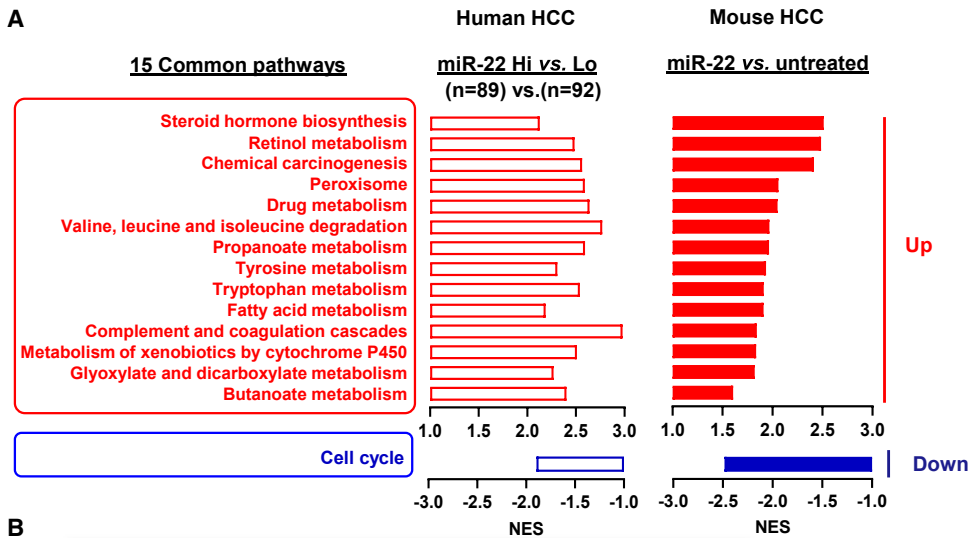 A
Human HCC
Mouse HCC
15 Common pathways
miR-22 Hi vs. Lo
(n=89) vs.(n=92)
miR-22 vs. untreated
Steroid hormone biosynthesis
Retinol metabolism
Chemical carcinogenesis
Peroxisome
Drug metabolism
Valine, leucine and isoleucine degradation
Propanoate metabolism
Tyrosine metabolism
Tryptophan metabolism
Fatty acid metabolism
Complement and coagulation cascades
Metabolism of xenobiotics by cytochrome P450
Glyoxylate and dicarboxylate metabolism
Butanoate metabolism
Up
1.0 1.5 2.0 2.5 3.0
1.0 1.5 2.0 2.5 3.0
Cell cycle
Down
-3.0 -2.5 -2.0 -1.5 -1.0
-3.0 -2.5 -2.0 -1.5 -1.0
NES
NES
B